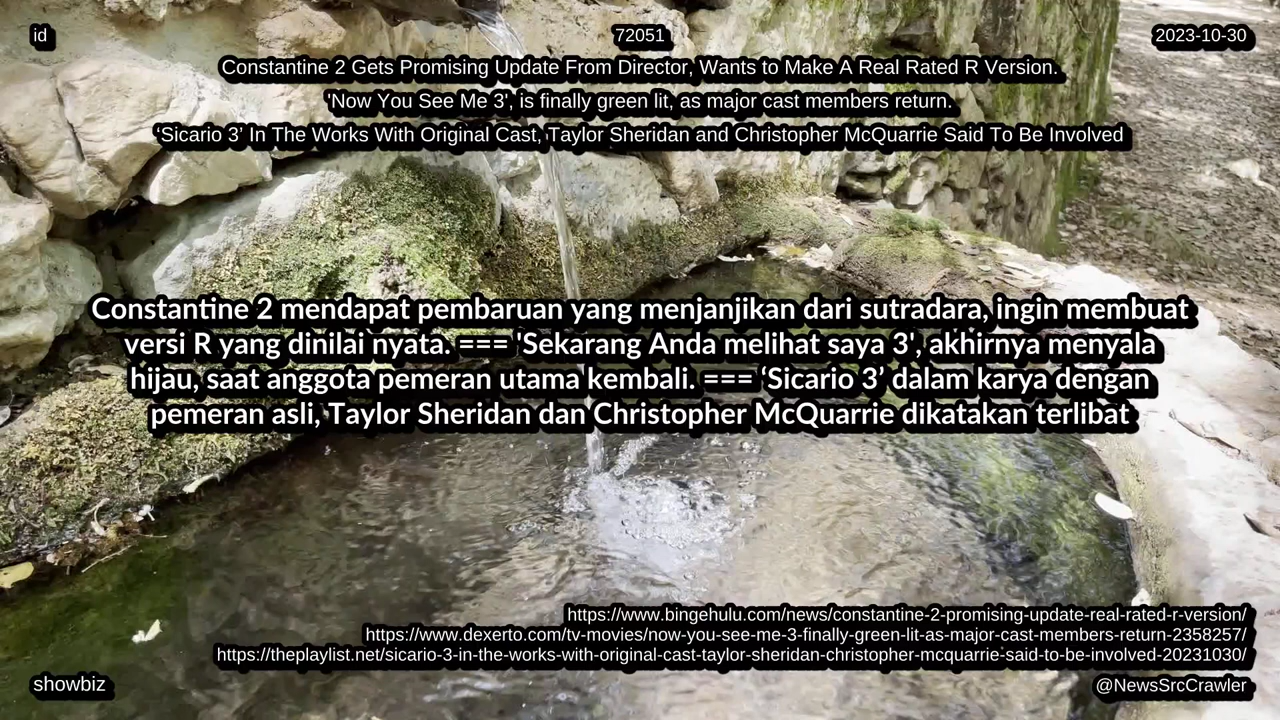 id
72051
2023-10-30
Constantine 2 Gets Promising Update From Director, Wants to Make A Real Rated R Version.
'Now You See Me 3', is finally green lit, as major cast members return.
‘Sicario 3’ In The Works With Original Cast, Taylor Sheridan and Christopher McQuarrie Said To Be Involved
Constantine 2 mendapat pembaruan yang menjanjikan dari sutradara, ingin membuat
versi R yang dinilai nyata. === 'Sekarang Anda melihat saya 3', akhirnya menyala
hijau, saat anggota pemeran utama kembali. === ‘Sicario 3’ dalam karya dengan
pemeran asli, Taylor Sheridan dan Christopher McQuarrie dikatakan terlibat
https://www.bingehulu.com/news/constantine-2-promising-update-real-rated-r-version/
https://www.dexerto.com/tv-movies/now-you-see-me-3-finally-green-lit-as-major-cast-members-return-2358257/
https://theplaylist.net/sicario-3-in-the-works-with-original-cast-taylor-sheridan-christopher-mcquarrie-said-to-be-involved-20231030/
showbiz
@NewsSrcCrawler